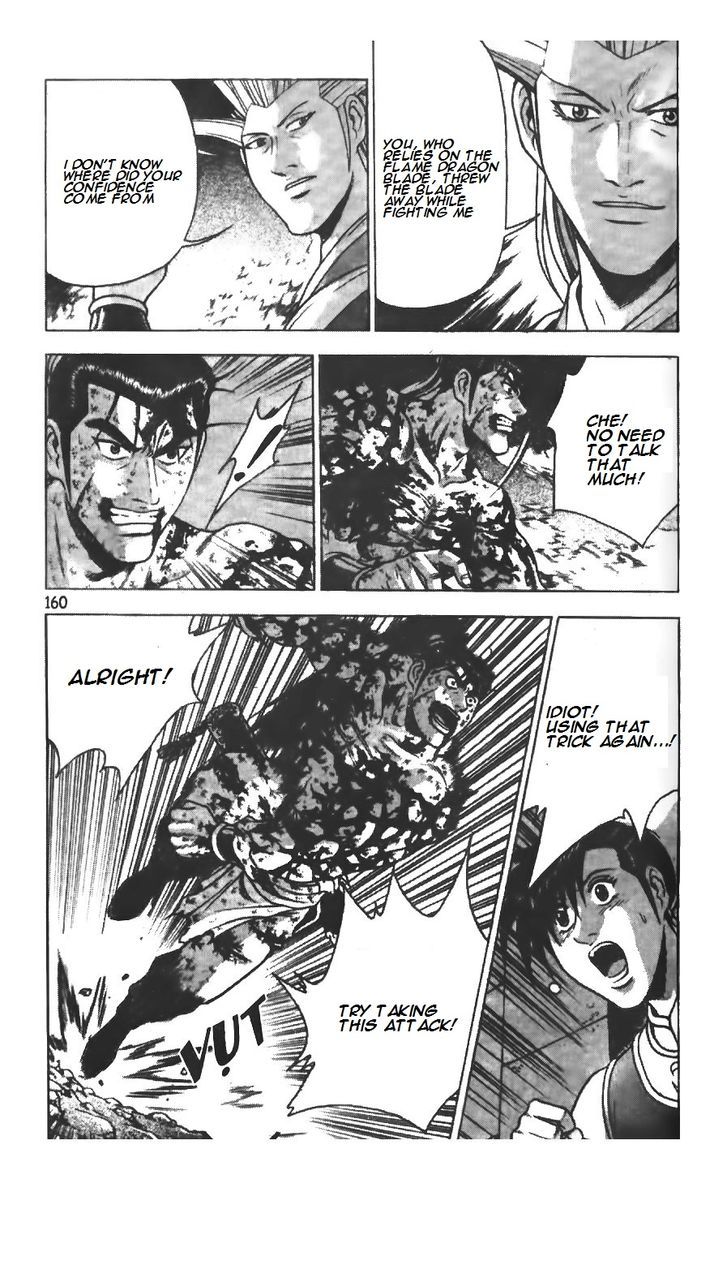 YOU, WHO
RELIES ON THE
FLAME DRAGON
BLADE, THREW
THE BLADE
AWAY WHILE
FIGHTING ME
I DON'T KNOW
WHERE DID YOUR
CONFIDENCE
COME FROM
CHE!
NO NEED
TO TALK
THAT
MUCH!
!
160
IDIOT!
USING THAT
TRICK AGAIN...!
ALRIGHT!
TRY TAKING
THIS ATTACK!
VỤT